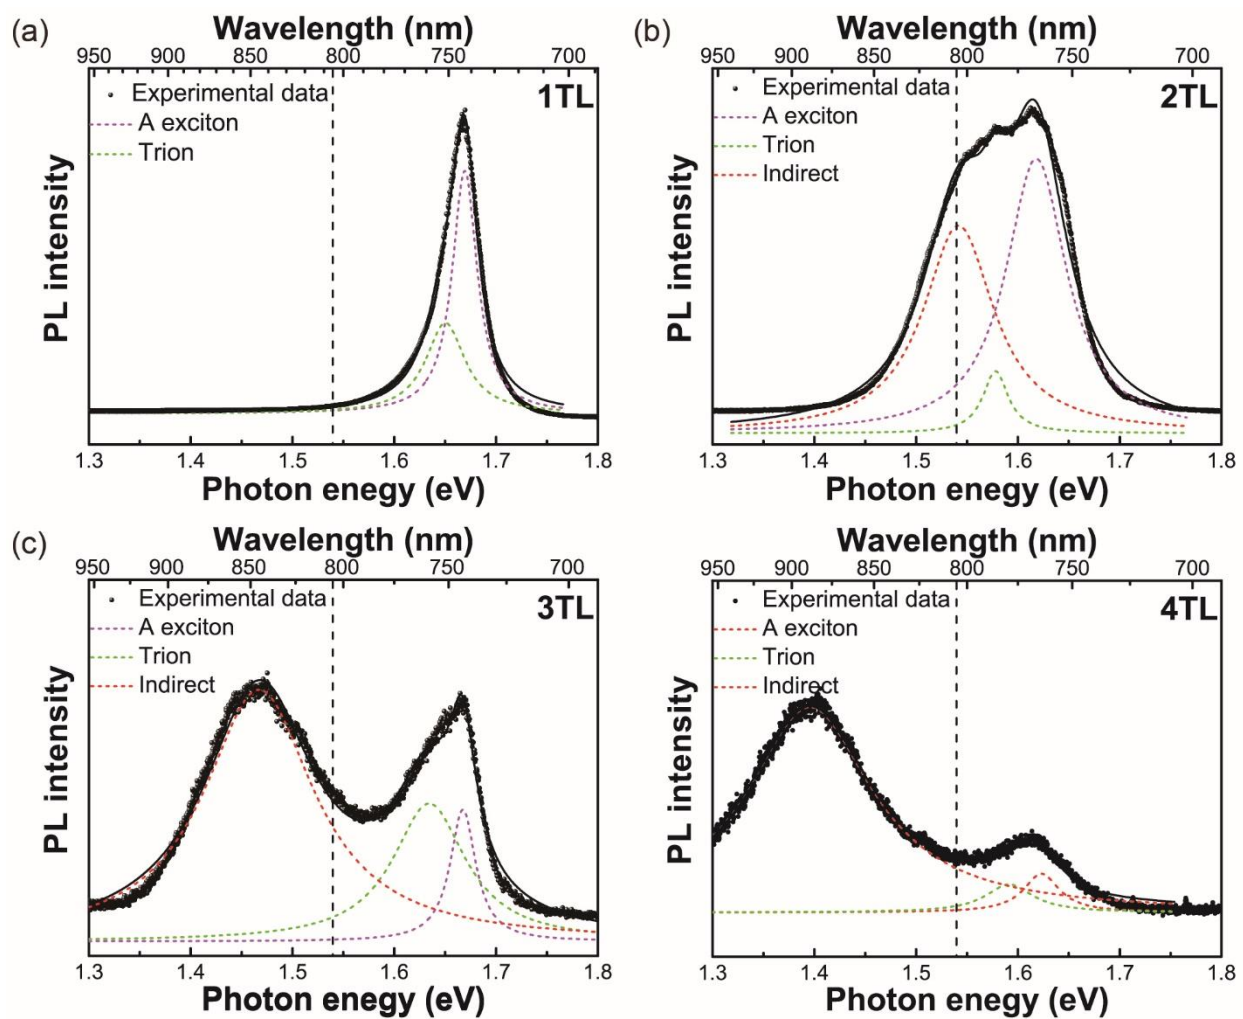 (a)
Wavelength (nm)
950 900 850 800 750 700
Experimental data
1TL
A exciton
Trion
PL intensity
1.3 1.4 1.5 1.6 1.7 1.8
Photon enegy (eV)
(b)
Wavelength (nm)
950 900 850 800 750 700
Experimental data
2TL
A exciton
Trion
Indirect
PL intensity
1.3 1.4 1.5 1.6 1.7 1.8
Photon enegy (eV)
(c)
Wavelength (nm)
950 900 850 800 750 700
Experimental data
3TL
A exciton
Trion
Indirect
PL intensity
1.3 1.4 1.5 1.6 1.7 1.8
Photon enegy (eV)
Wavelength (nm)
950 900 850 800 750 700
Experimental data
4TL
A exciton
Trion
Indirect
PL intensity
1.3 1.4 1.5 1.6 1.7 1.8
Photon enegy (eV)